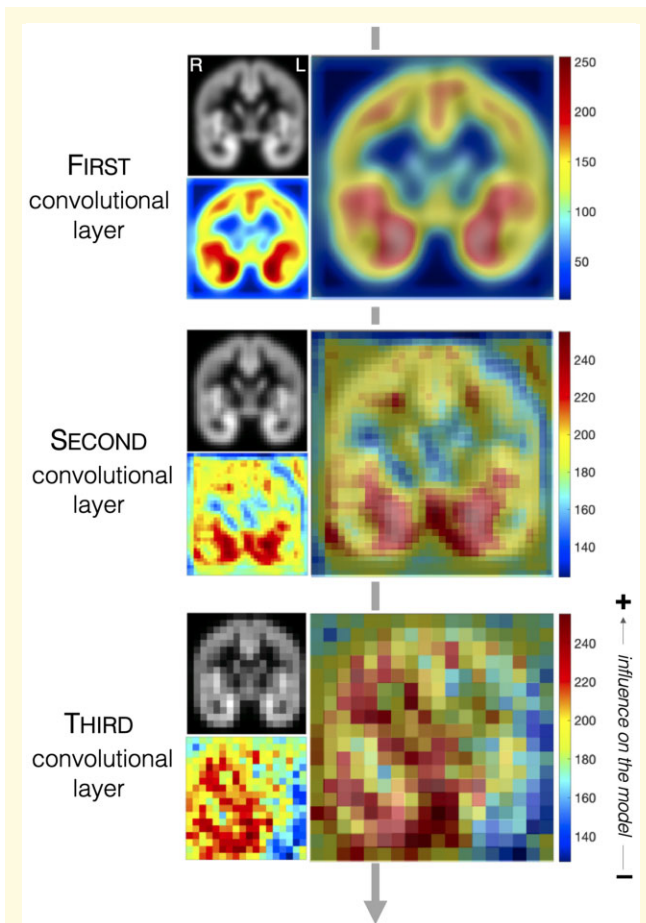 R L
250
200
150
100
50
FIRST
convolutional
layer
240
220
200
180
160
140
SECOND
convolutional
layer
+
influence on the model
−
240
220
200
180
160
140
THIRD
convolutional
layer